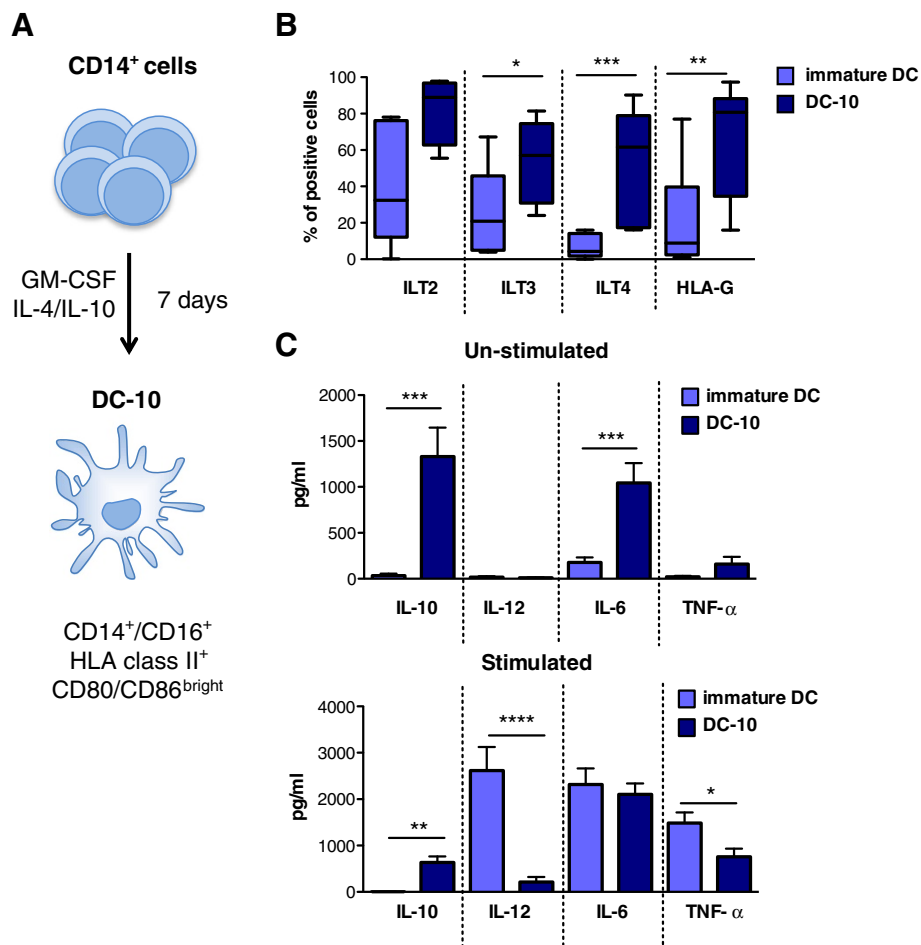 A
CD14⁺ cells
GM-CSF
IL-4/IL-10
7 days
DC-10
CD14⁺/CD16⁺
HLA class II⁺
CD80/CD86ᵇʳⁱᵍʰᵗ
B
* *** **
immature DC
DC-10
% of positive cells
100
80
60
40
20
0
ILT2 ILT3 ILT4 HLA-G
C
Un-stimulated
immature DC
DC-10
*** ***
pg/ml
2000
1500
1000
500
0
IL-10 IL-12 IL-6 TNF-α
Stimulated
immature DC
DC-10
** **** *
pg/ml
4000
3000
2000
1000
0
IL-10 IL-12 IL-6 TNF- α